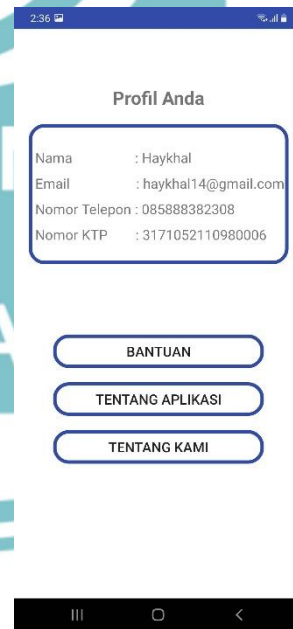 2:36
Profil Anda
Nama : Haykhal
Email : haykhal14@gmail.com
Nomor Telepon : 085888382308
Nomor KTP : 3171052110980006
BANTUAN
TENTANG APLIKASI
TENTANG KAMI